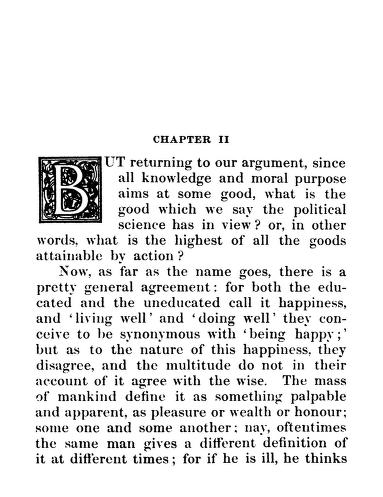 CHAPTER II
BUT returning to our argument, since
all knowledge and moral purpose
aims at some good, what is the
good which we say the political
science has in view? or, in other
words, what is the highest of all the goods
attainable by action?
Now, as far as the name goes, there is a
pretty general agreement: for both the edu-
cated and the uneducated call it happiness,
and 'living well' and 'doing well' they con-
ceive to be synonymous with 'being happy;'
but as to the nature of this happiness, they
disagree, and the multitude do not in their
account of it agree with the wise. The mass
of mankind define it as something palpable
and apparent, as pleasure or wealth or honour;
some one and some another; nay, oftentimes
the same man gives a different definition of
it at different times; for if he is ill, he thinks